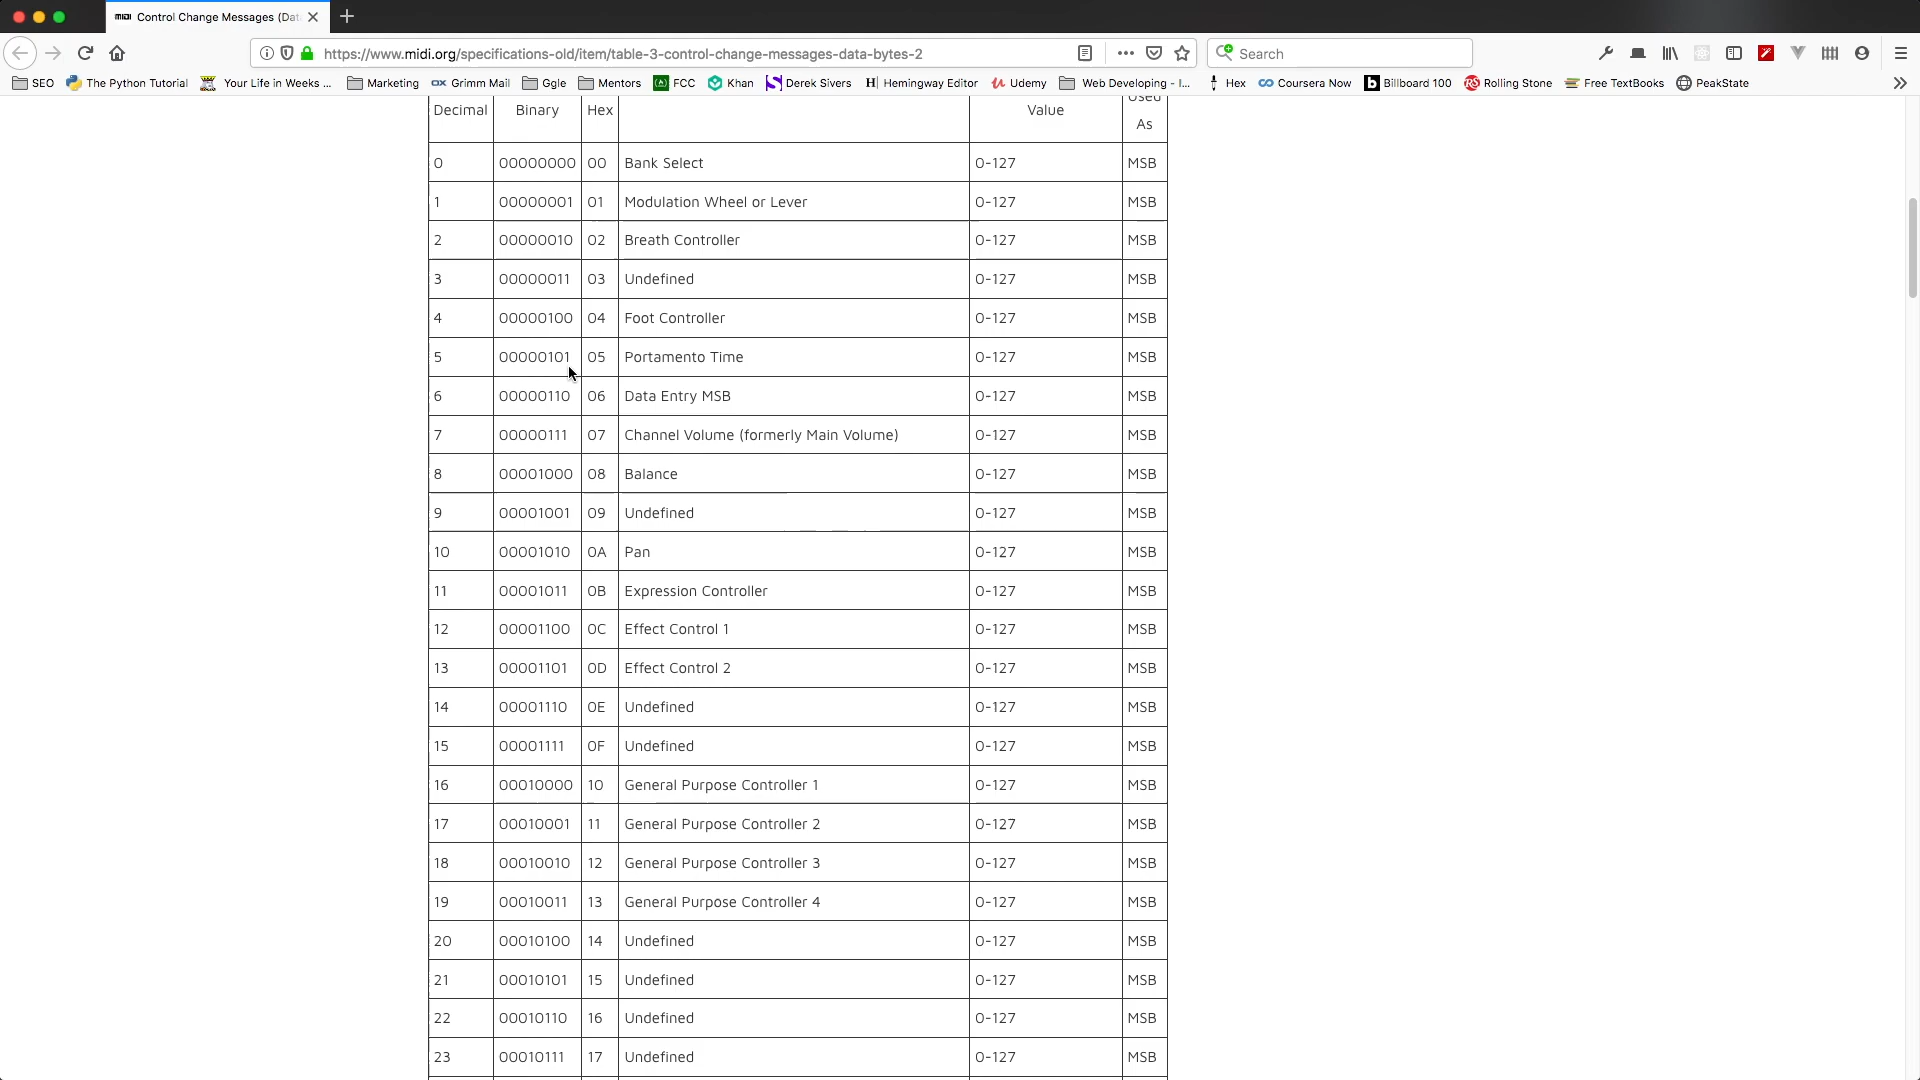 midi Control Change Messages (Dat
https://www.midi.org/specifications-old/item/table-3-control-change-messages-data-bytes-2 Search
SEO The Python Tutorial Your Life in Weeks ... Marketing Grimm Mail Ggle Mentors FCC Khan Derek Sivers Hemingway Editor Udemy Web Developing - I... Hex Coursera Now Billboard 100 Rolling Stone Free TextBooks PeakState
Decimal Binary Hex Value Used
As
0 00000000 00 Bank Select 0-127 MSB
1 00000001 01 Modulation Wheel or Lever 0-127 MSB
2 00000010 02 Breath Controller 0-127 MSB
3 00000011 03 Undefined 0-127 MSB
4 00000100 04 Foot Controller 0-127 MSB
5 00000101 05 Portamento Time 0-127 MSB
6 00000110 06 Data Entry MSB 0-127 MSB
7 00000111 07 Channel Volume (formerly Main Volume) 0-127 MSB
8 00001000 08 Balance 0-127 MSB
9 00001001 09 Undefined 0-127 MSB
10 00001010 0A Pan 0-127 MSB
11 00001011 0B Expression Controller 0-127 MSB
12 00001100 0C Effect Control 1 0-127 MSB
13 00001101 0D Effect Control 2 0-127 MSB
14 00001110 0E Undefined 0-127 MSB
15 00001111 0F Undefined 0-127 MSB
16 00010000 10 General Purpose Controller 1 0-127 MSB
17 00010001 11 General Purpose Controller 2 0-127 MSB
18 00010010 12 General Purpose Controller 3 0-127 MSB
19 00010011 13 General Purpose Controller 4 0-127 MSB
20 00010100 14 Undefined 0-127 MSB
21 00010101 15 Undefined 0-127 MSB
22 00010110 16 Undefined 0-127 MSB
23 00010111 17 Undefined 0-127 MSB